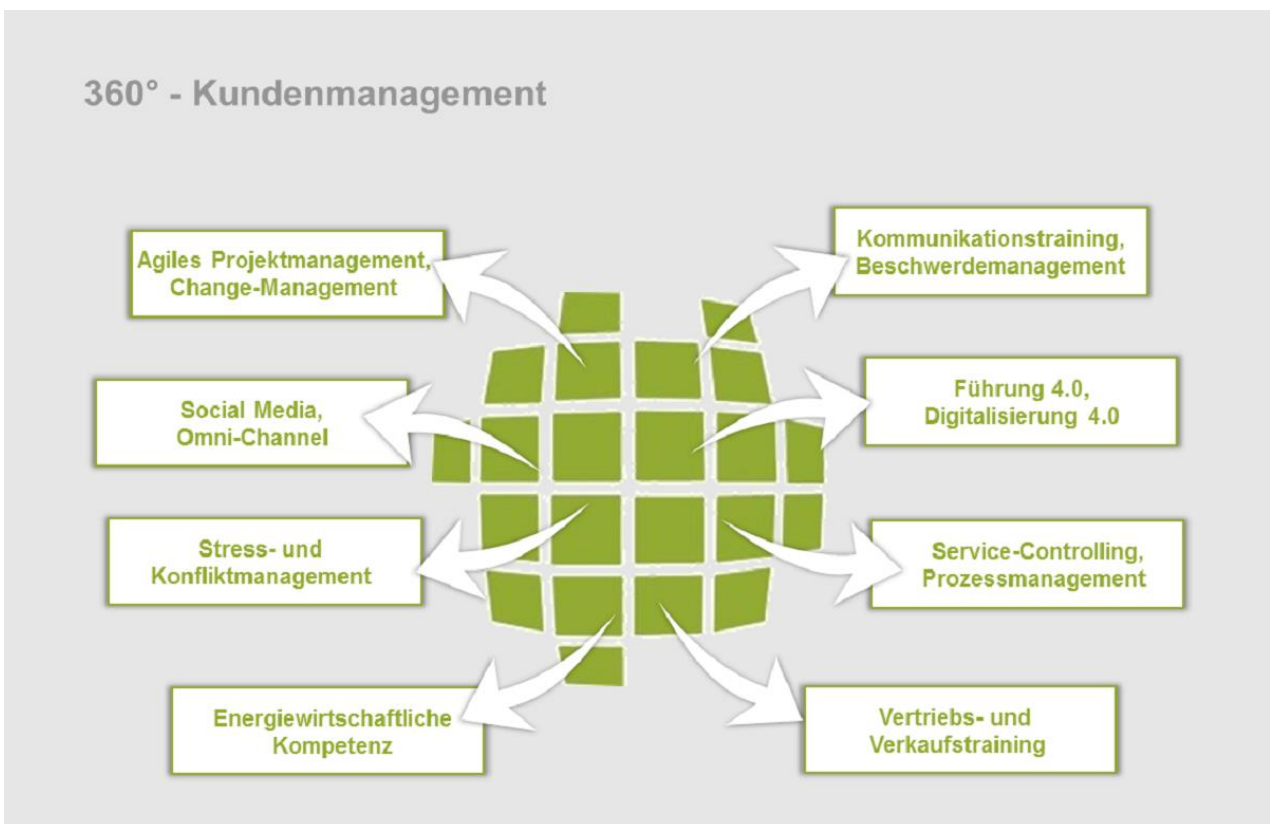 360° - Kundenmanagement
Agiles Projektmanagement,
Change-Management
Kommunikationstraining,
Beschwerdemanagement
Social Media,
Omni-Channel
Führung 4.0,
Digitalisierung 4.0
Stress- und
Konfliktmanagement
Service-Controlling,
Prozessmanagement
Energiewirtschaftliche
Kompetenz
Vertriebs- und
Verkaufstraining